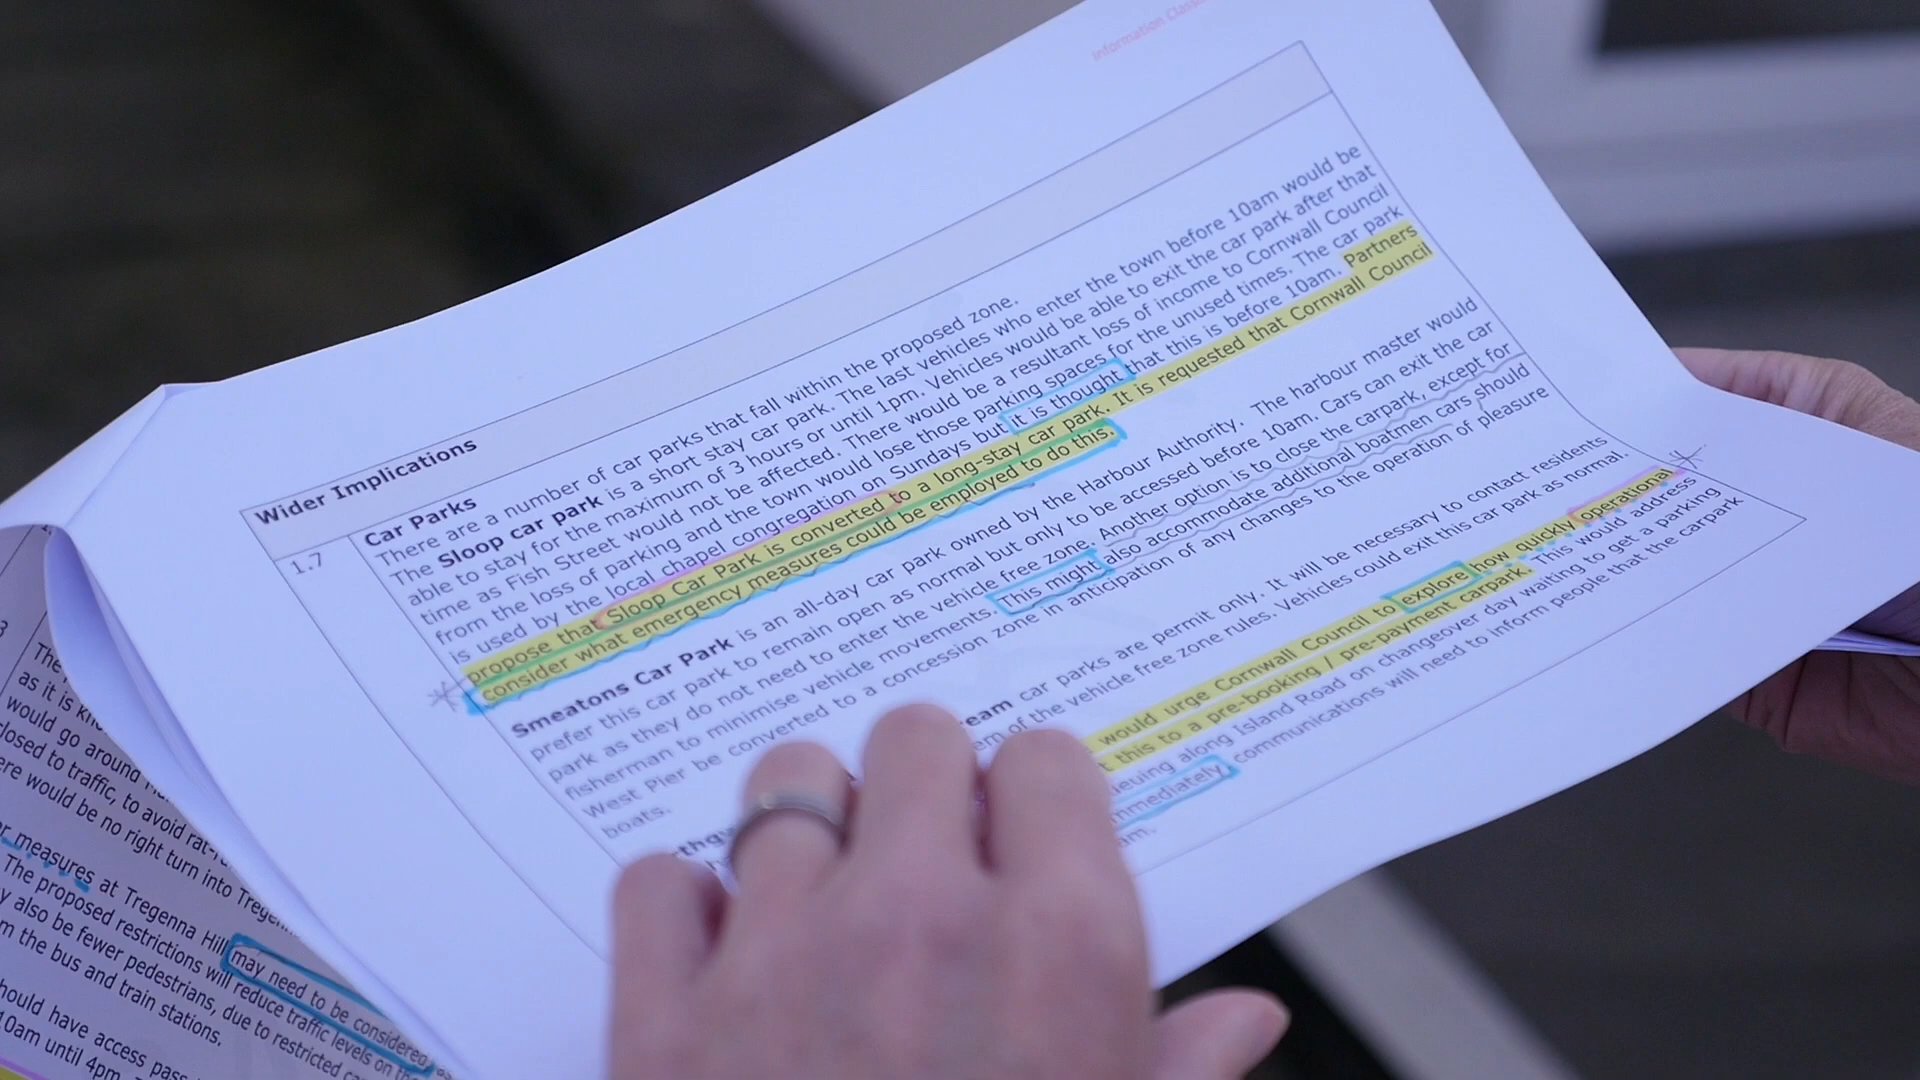 Information Classi
Wider Implications
1.7
Car Parks
There are a number of car parks that fall within the proposed zone.
The Sloop car park is a short stay car park. The last vehicles who enter the town before 10am would be
able to stay for the maximum of 3 hours or until 1pm. Vehicles would be able to exit the car park after that
time as Fish Street would not be affected. There would be a resultant loss of income to Cornwall Council
from the loss of parking and the town would lose those parking spaces for the unused times. The car park
is used by the local chapel congregation on Sundays but it is thought that this is before 10am. Partners
propose that Sloop Car Park is converted to a long-stay car park. It is requested that Cornwall Council
consider what emergency measures could be employed to do this.
Smeatons Car Park is an all-day car park owned by the Harbour Authority. The harbour master would
prefer this car park to remain open as normal but only to be accessed before 10am. Cars can exit the car
park as they do not need to enter the vehicle free zone. Another option is to close the carpark, except for
fisherman to minimise vehicle movements. This might also accommodate additional boatmen cars should
West Pier be converted to a concession zone in anticipation of any changes to the operation of pleasure
boats.
eam car parks are permit only. It will be necessary to contact residents
em of the vehicle free zone rules. Vehicles could exit this car park as normal.
would urge Cornwall Council to explore how quickly operational
t this to a pre-booking / pre-payment carpark. This would address
ieuing along Island Road on changeover day waiting to get a parking
mmediately, communications will need to inform people that the carpark
am.
3
The
as it is kn
would go around
losed to traffic, to avoid rat-r
ere would be no right turn into Tregen
r measures at Tregenna Hill may need to be considered, as
The proposed restrictions will reduce traffic levels on the
y also be fewer pedestrians, due to restricted ca
m the bus and train stations.
hould have access pass
10am until 4pm.